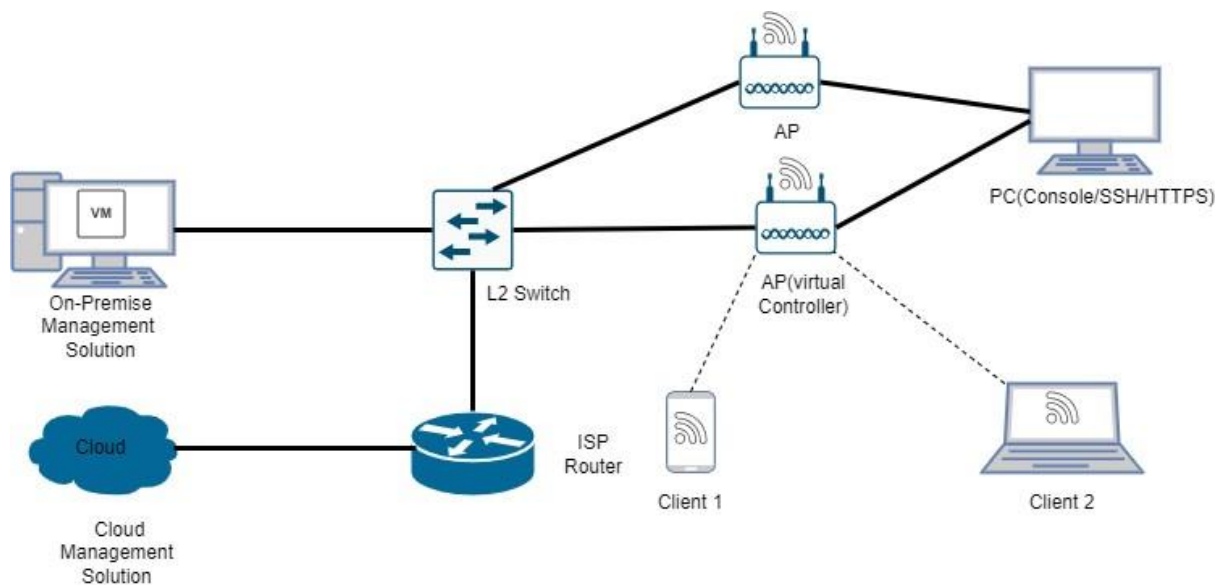 AP
PC(Console/SSH/HTTPS)
VM
On-Premise
Management
Solution
L2 Switch
AP(virtual
Controller)
Cloud
Cloud
Management
Solution
ISP
Router
Client 1
Client 2